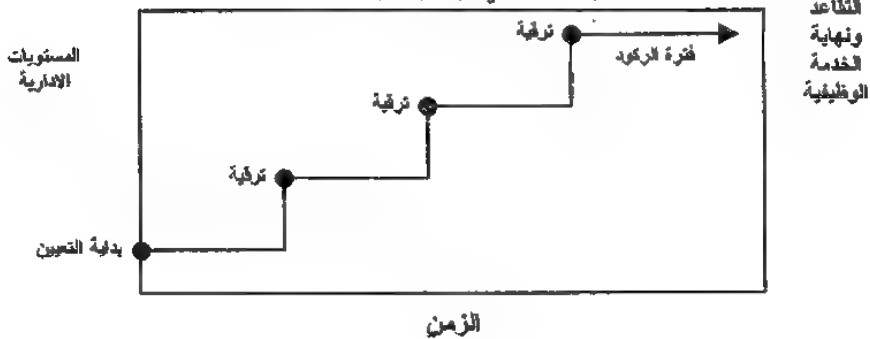 التقاعد
ونهاية
الخدمة
الوظيفية
المستويات
الادارية
ترقية
فترة الركود
ترقية
ترقية
بداية التعيين
الزمن